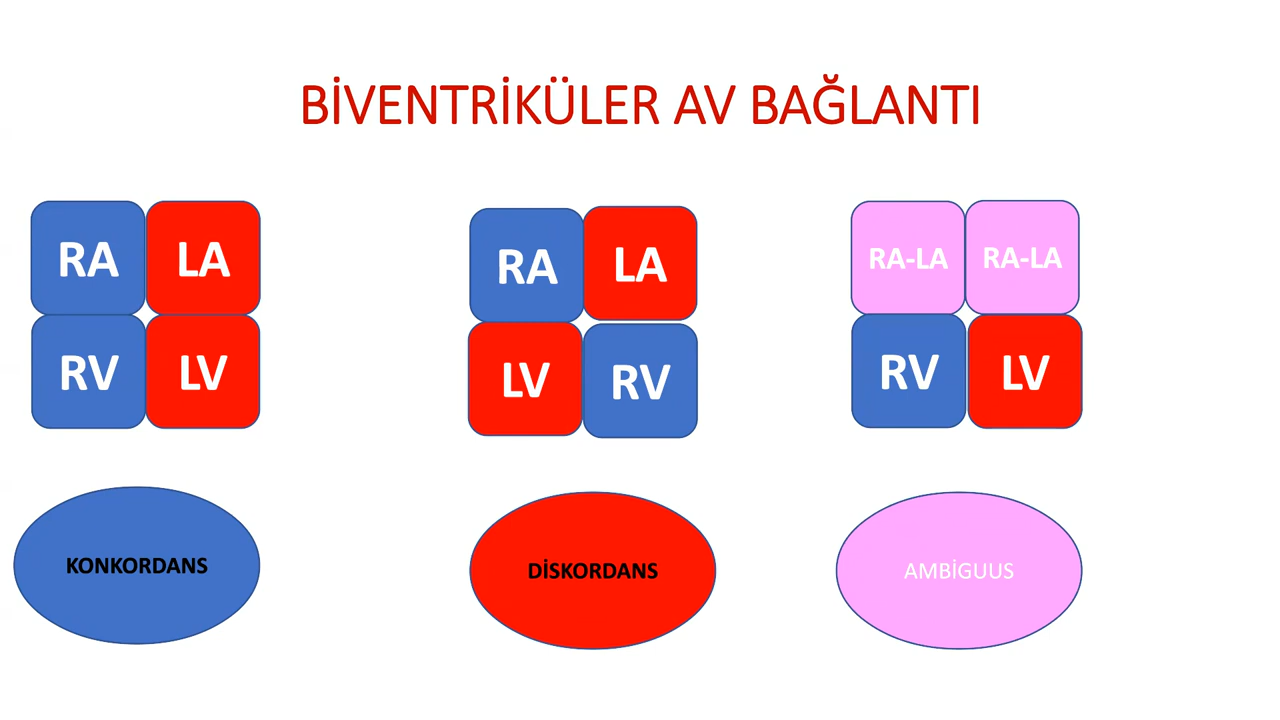 BİVENTRİKÜLER AV BAĞLANTI
RA LA
RV LV
RA LA
LV RV
RA-LA RA-LA
RV LV
KONKORDANS
DİSKORDANS
AMBİGUUS